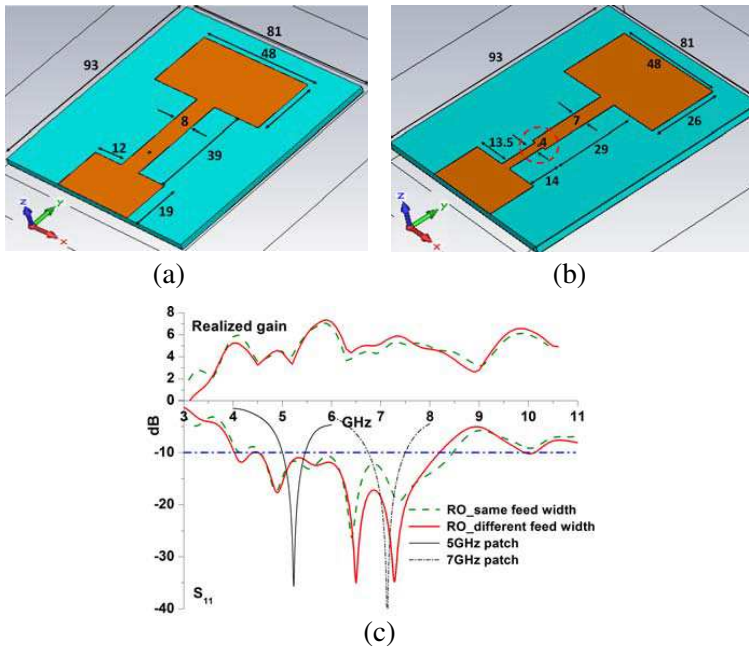 93
81
48
8
12
39
19
z
y
x
(a)
93
81
48
7
13.5
4
26
29
14
z
y
x
(b)
8
Realized gain
6
4
2
0
3 4 5 6 7 8 9 10 11
GHz
dB
-10
-20
RO_same feed width
RO_different feed width
-30
5GHz patch
7GHz patch
S11
-40
(c)